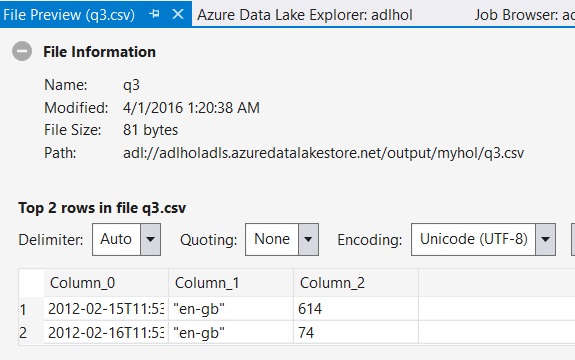 File Preview (q3.csv) Azure Data Lake Explorer: adlhol Job Browser: ad
File Information
Name: q3
Modified: 4/1/2016 1:20:38 AM
File Size: 81 bytes
Path: adl://adlholadls.azuredatalakestore.net/output/myhol/q3.csv
Top 2 rows in file q3.csv
Delimiter: Auto Quoting: None Encoding: Unicode (UTF-8)
Column_0 Column_1 Column_2
1 2012-02-15T11:53 "en-gb" 614
2 2012-02-16T11:53 "en-gb" 74